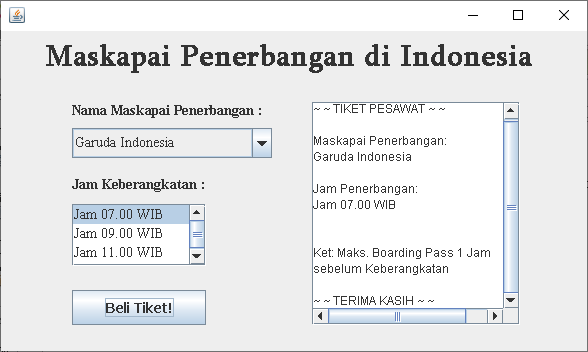 Maskapai Penerbangan di Indonesia
Nama Maskapai Penerbangan :
Garuda Indonesia
Jam Keberangkatan :
Jam 07.00 WIB
Jam 09.00 WIB
Jam 11.00 WIB
Beli Tiket!
~ ~ TIKET PESAWAT ~ ~
Maskapai Penerbangan:
Garuda Indonesia
Jam Penerbangan:
Jam 07.00 WIB
Ket: Maks. Boarding Pass 1 Jam
sebelum Keberangkatan
~ ~ TERIMA KASIH ~ ~